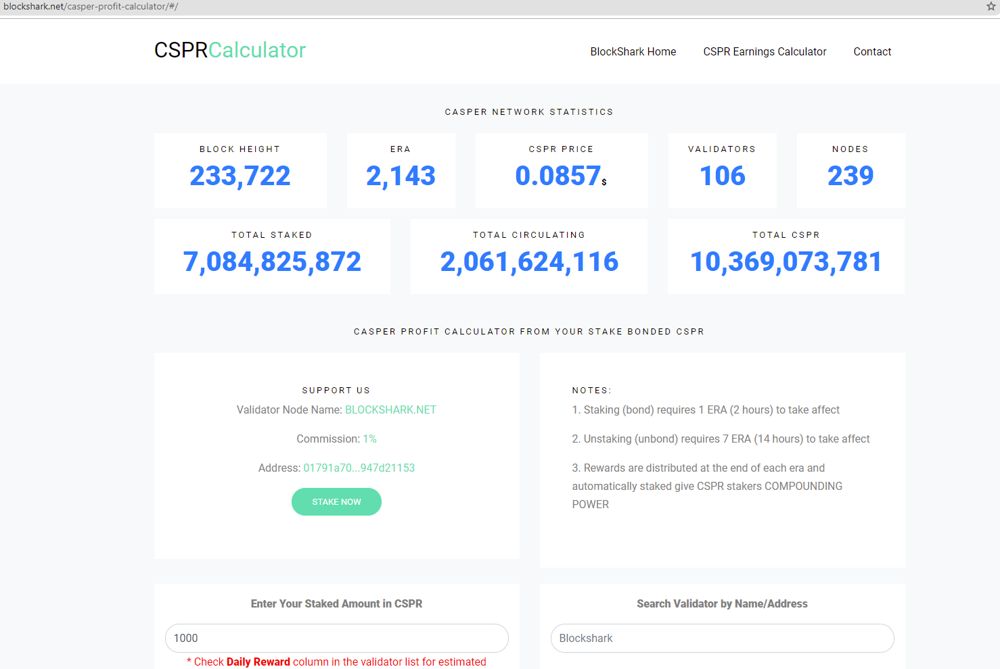 blockshark.net/casper-profit-calculator/#/
CSPRCalculator
BlockShark Home CSPR Earnings Calculator Contact
CASPER NETWORK STATISTICS
BLOCK HEIGHT
233,722
ERA
2,143
CSPR PRICE
0.0857$
VALIDATORS
106
NODES
239
TOTAL STAKED
7,084,825,872
TOTAL CIRCULATING
2,061,624,116
TOTAL CSPR
10,369,073,781
CASPER PROFIT CALCULATOR FROM YOUR STAKE BONDED CSPR
SUPPORT US
Validator Node Name: BLOCKSHARK.NET
Commission: 1%
Address: 01791a70...947d21153
STAKE NOW
NOTES:
1. Staking (bond) requires 1 ERA (2 hours) to take affect
2. Unstaking (unbond) requires 7 ERA (14 hours) to take affect
3. Rewards are distributed at the end of each era and
automatically staked give CSPR stakers COMPOUNDING
POWER
Enter Your Staked Amount in CSPR
1000
* Check Daily Reward column in the validator list for estimated
Search Validator by Name/Address
Blockshark